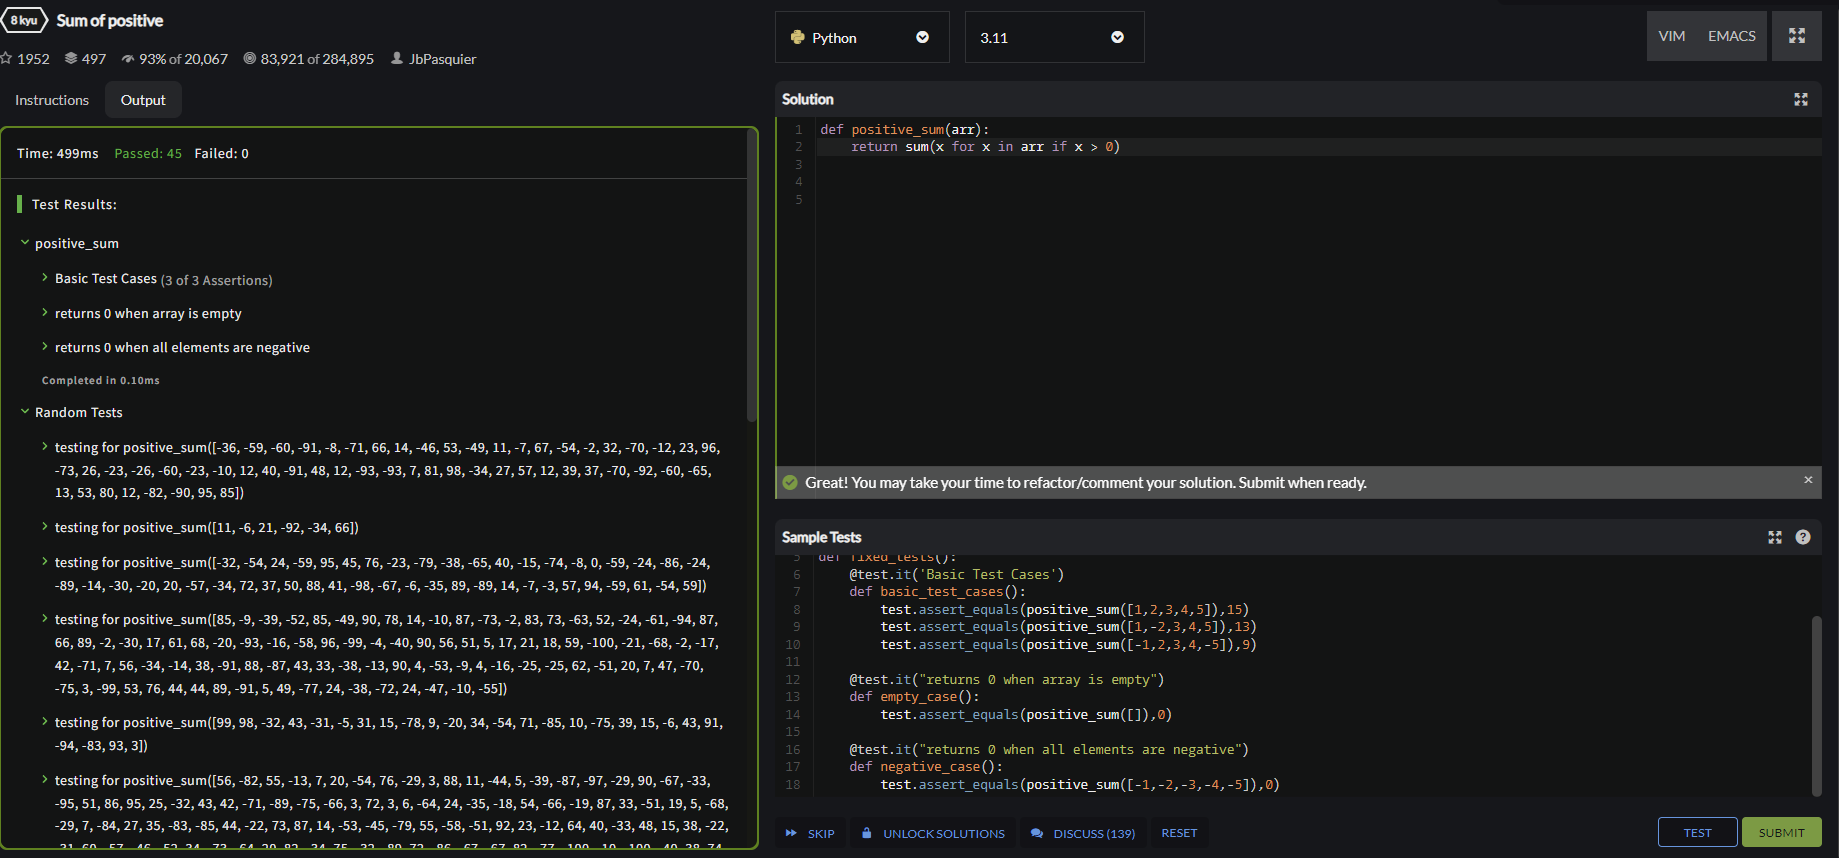 8 kyu Sum of positive
1952 497 93% of 20,067 83,921 of 284,895 JbPasquier
Instructions Output
Time: 499ms Passed: 45 Failed: 0
Test Results:
positive_sum
Basic Test Cases (3 of 3 Assertions)
returns 0 when array is empty
returns 0 when all elements are negative
Completed in 0.10ms
Random Tests
testing for positive_sum([-36, -59, -60, -91, -8, -71, 66, 14, -46, 53, -49, 11, -7, 67, -54, -2, 32, -70, -12, 23, 96,
-73, 26, -23, -26, -60, -23, -10, 12, 40, -91, 48, 12, -93, -93, 7, 81, 98, -34, 27, 57, 12, 39, 37, -70, -92, -60, -65,
13, 53, 80, 12, -82, -90, 95, 85])
testing for positive_sum([11, -6, 21, -92, -34, 66])
testing for positive_sum([-32, -54, 24, -59, 95, 45, 76, -23, -79, -38, -65, 40, -15, -74, -8, 0, -59, -24, -86, -24,
-89, -14, -30, -20, 20, -57, -34, 72, 37, 50, 88, 41, -98, -67, -6, -35, 89, -89, 14, -7, -3, 57, 94, -59, 61, -54, 59])
testing for positive_sum([85, -9, -39, -52, 85, -49, 90, 78, 14, -10, 87, -73, -2, 83, 73, -63, 52, -24, -61, -94, 87,
66, 89, -2, -30, 17, 61, 68, -20, -93, -16, -58, 96, -99, -4, -40, 90, 56, 51, 5, 17, 21, 18, 59, -100, -21, -68, -2, -17,
42, -71, 7, 56, -34, -14, 38, -91, 88, -87, 43, 33, -38, -13, 90, 4, -53, -9, 4, -16, -25, -25, 62, -51, 20, 7, 47, -70,
-75, 3, -99, 53, 76, 44, 44, 89, -91, 5, 49, -77, 24, -38, -72, 24, -47, -10, -55])
testing for positive_sum([99, 98, -32, 43, -31, -5, 31, 15, -78, 9, -20, 34, -54, 71, -85, 10, -75, 39, 15, -6, 43, 91,
-94, -83, 93, 3])
testing for positive_sum([56, -82, 55, -13, 7, 20, -54, 76, -29, 3, 88, 11, -44, 5, -39, -87, -97, -29, 90, -67, -33,
-95, 51, 86, 95, 25, -32, 43, 42, -71, -89, -75, -66, 3, 72, 3, 6, -64, 24, -35, -18, 54, -66, -19, 87, 33, -51, 19, 5, -68,
-29, 7, -84, 27, 35, -83, -85, 44, -22, 73, 87, 14, -53, -45, -79, 55, -58, -51, 92, 23, -12, 64, 40, -33, 48, 15, 38, -22,
Python 3.11 VIM EMACS
Solution
1 def positive_sum(arr):
2 return sum(x for x in arr if x > 0)
3
4
5
Great! You may take your time to refactor/comment your solution. Submit when ready. ×
Sample Tests ?
5 def fixed_tests():
6 @test.it('Basic Test Cases')
7 def basic_test_cases():
8 test.assert_equals(positive_sum([1,2,3,4,5]),15)
9 test.assert_equals(positive_sum([1,-2,3,4,5]),13)
10 test.assert_equals(positive_sum([-1,2,3,4,-5]),9)
11
12 @test.it("returns 0 when array is empty")
13 def empty_case():
14 test.assert_equals(positive_sum([]),0)
15
16 @test.it("returns 0 when all elements are negative")
17 def negative_case():
18 test.assert_equals(positive_sum([-1,-2,-3,-4,-5]),0)
SKIP UNLOCK SOLUTIONS DISCUSS (139) RESET TEST SUBMIT